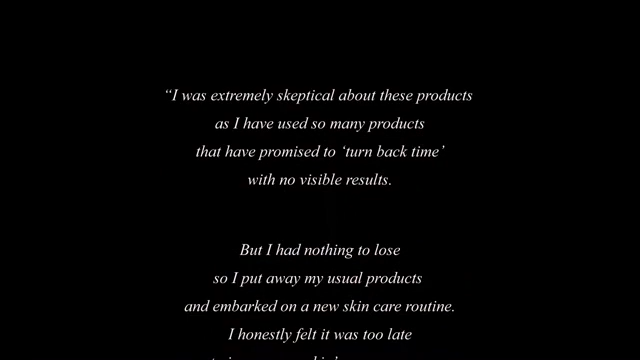 “I was extremely skeptical about these products
as I have used so many products
that have promised to ‘turn back time’
with no visible results.
But I had nothing to lose
so I put away my usual products
and embarked on a new skin care routine.
I honestly felt it was too late